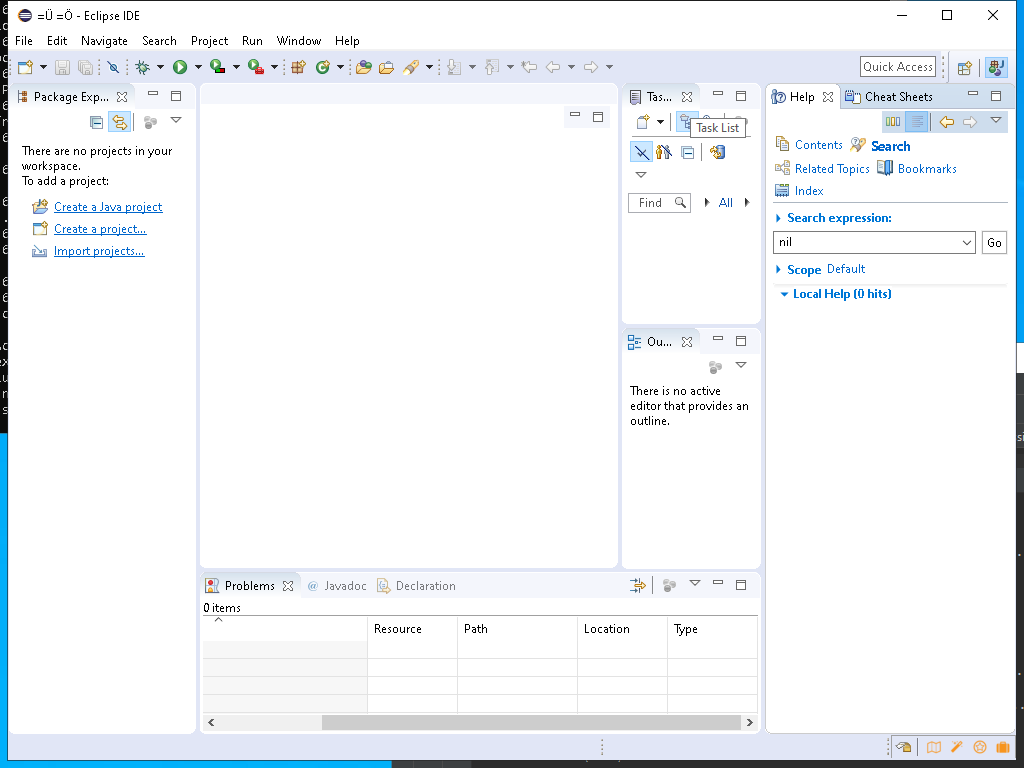 =Ü =Ö - Eclipse IDE
File Edit Navigate Search Project Run Window Help
Quick Access
Package Exp...
There are no projects in your
workspace.
To add a project:
Create a Java project
Create a project...
Import projects...
Tas...
Task List
Find
All
Ou...
There is no active
editor that provides an
outline.
Help
Cheat Sheets
Contents Search
Related Topics Bookmarks
Index
Search expression:
nil
Go
Scope Default
Local Help (0 hits)
Problems @ Javadoc Declaration
0 items
Resource Path Location Type